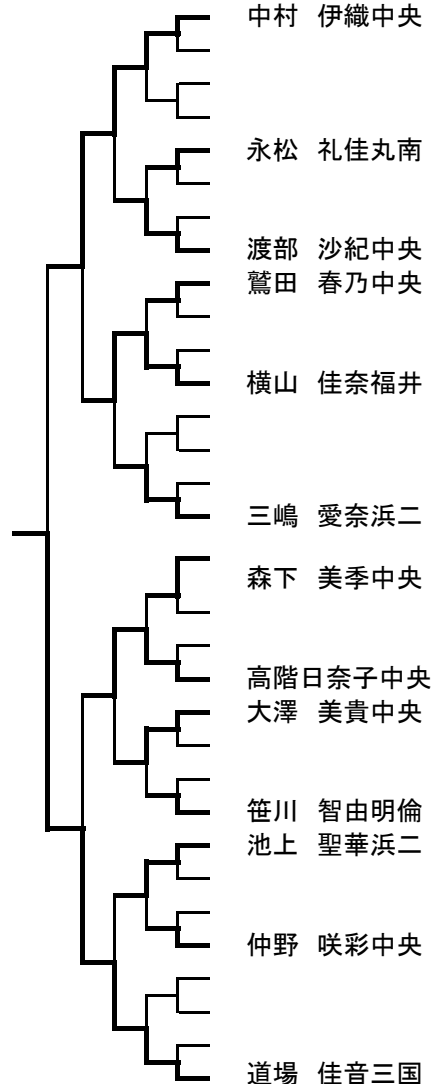 中村 伊織中央
永松 礼佳丸南
渡部 沙紀中央
鷲田 春乃中央
横山 佳奈福井
三嶋 愛奈浜二
森下 美季中央
高階日奈子中央
大澤 美貴中央
笹川 智由明倫
池上 聖華浜二
仲野 咲彩中央
道場 佳音三国